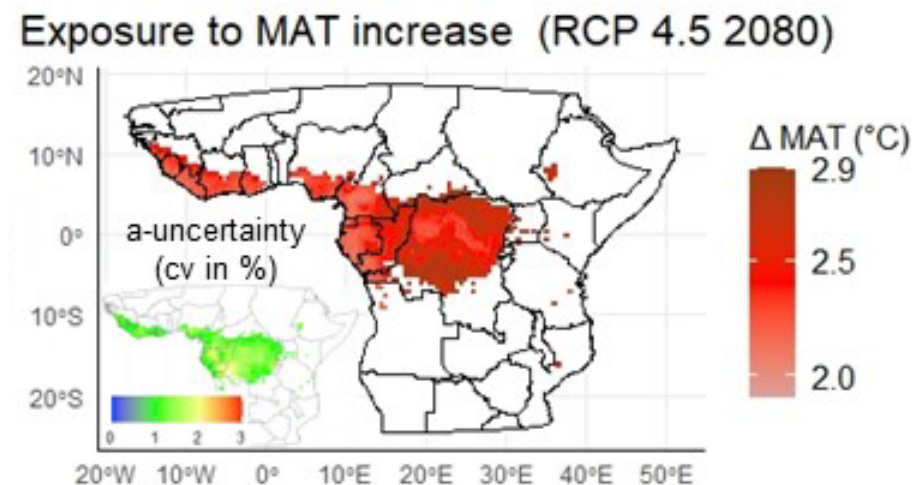 Exposure to MAT increase (RCP 4.5 2080)
20°N
10°N
0°
10°S
20°S
a-uncertainty
(cv in %)
0 1 2 3
20°W 10°W 0° 10°E 20°E 30°E 40°E 50°E
Δ MAT (°C)
2.9
2.5
2.0